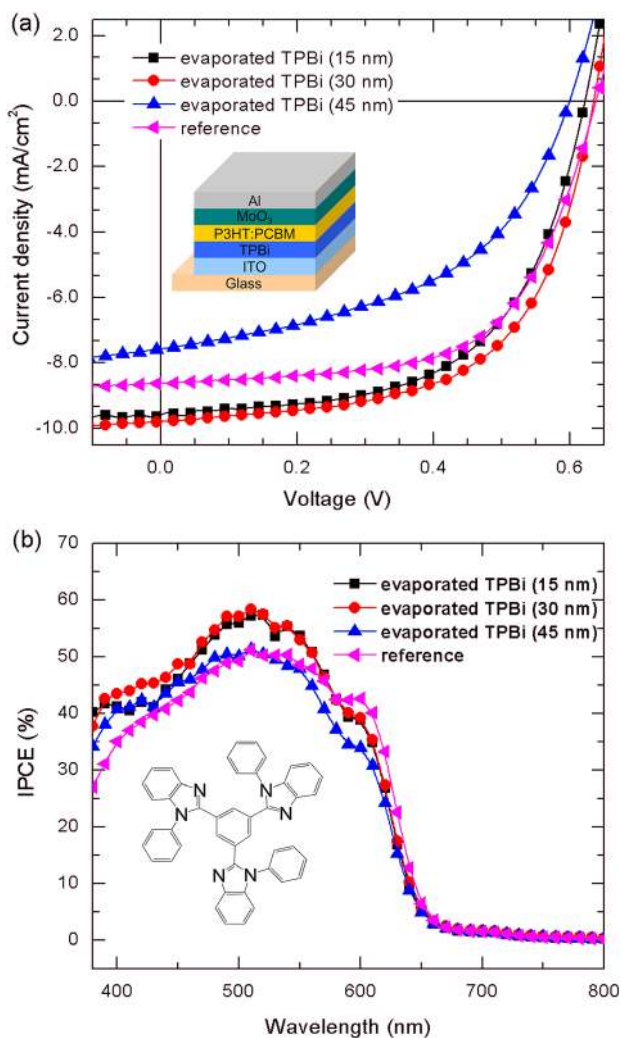 (a)
2.0
0.0
-2.0
-4.0
-6.0
-8.0
-10.0
Current density (mA/cm²)
evaporated TPBi (15 nm)
evaporated TPBi (30 nm)
evaporated TPBi (45 nm)
reference
Al
MoO₃
P3HT:PCBM
TPBi
ITO
Glass
0.0 0.2 0.4 0.6
Voltage (V)
(b)
70
60
50
40
30
20
10
0
IPCE (%)
evaporated TPBi (15 nm)
evaporated TPBi (30 nm)
evaporated TPBi (45 nm)
reference
N
N
N
N
N
N
400 500 600 700 800
Wavelength (nm)